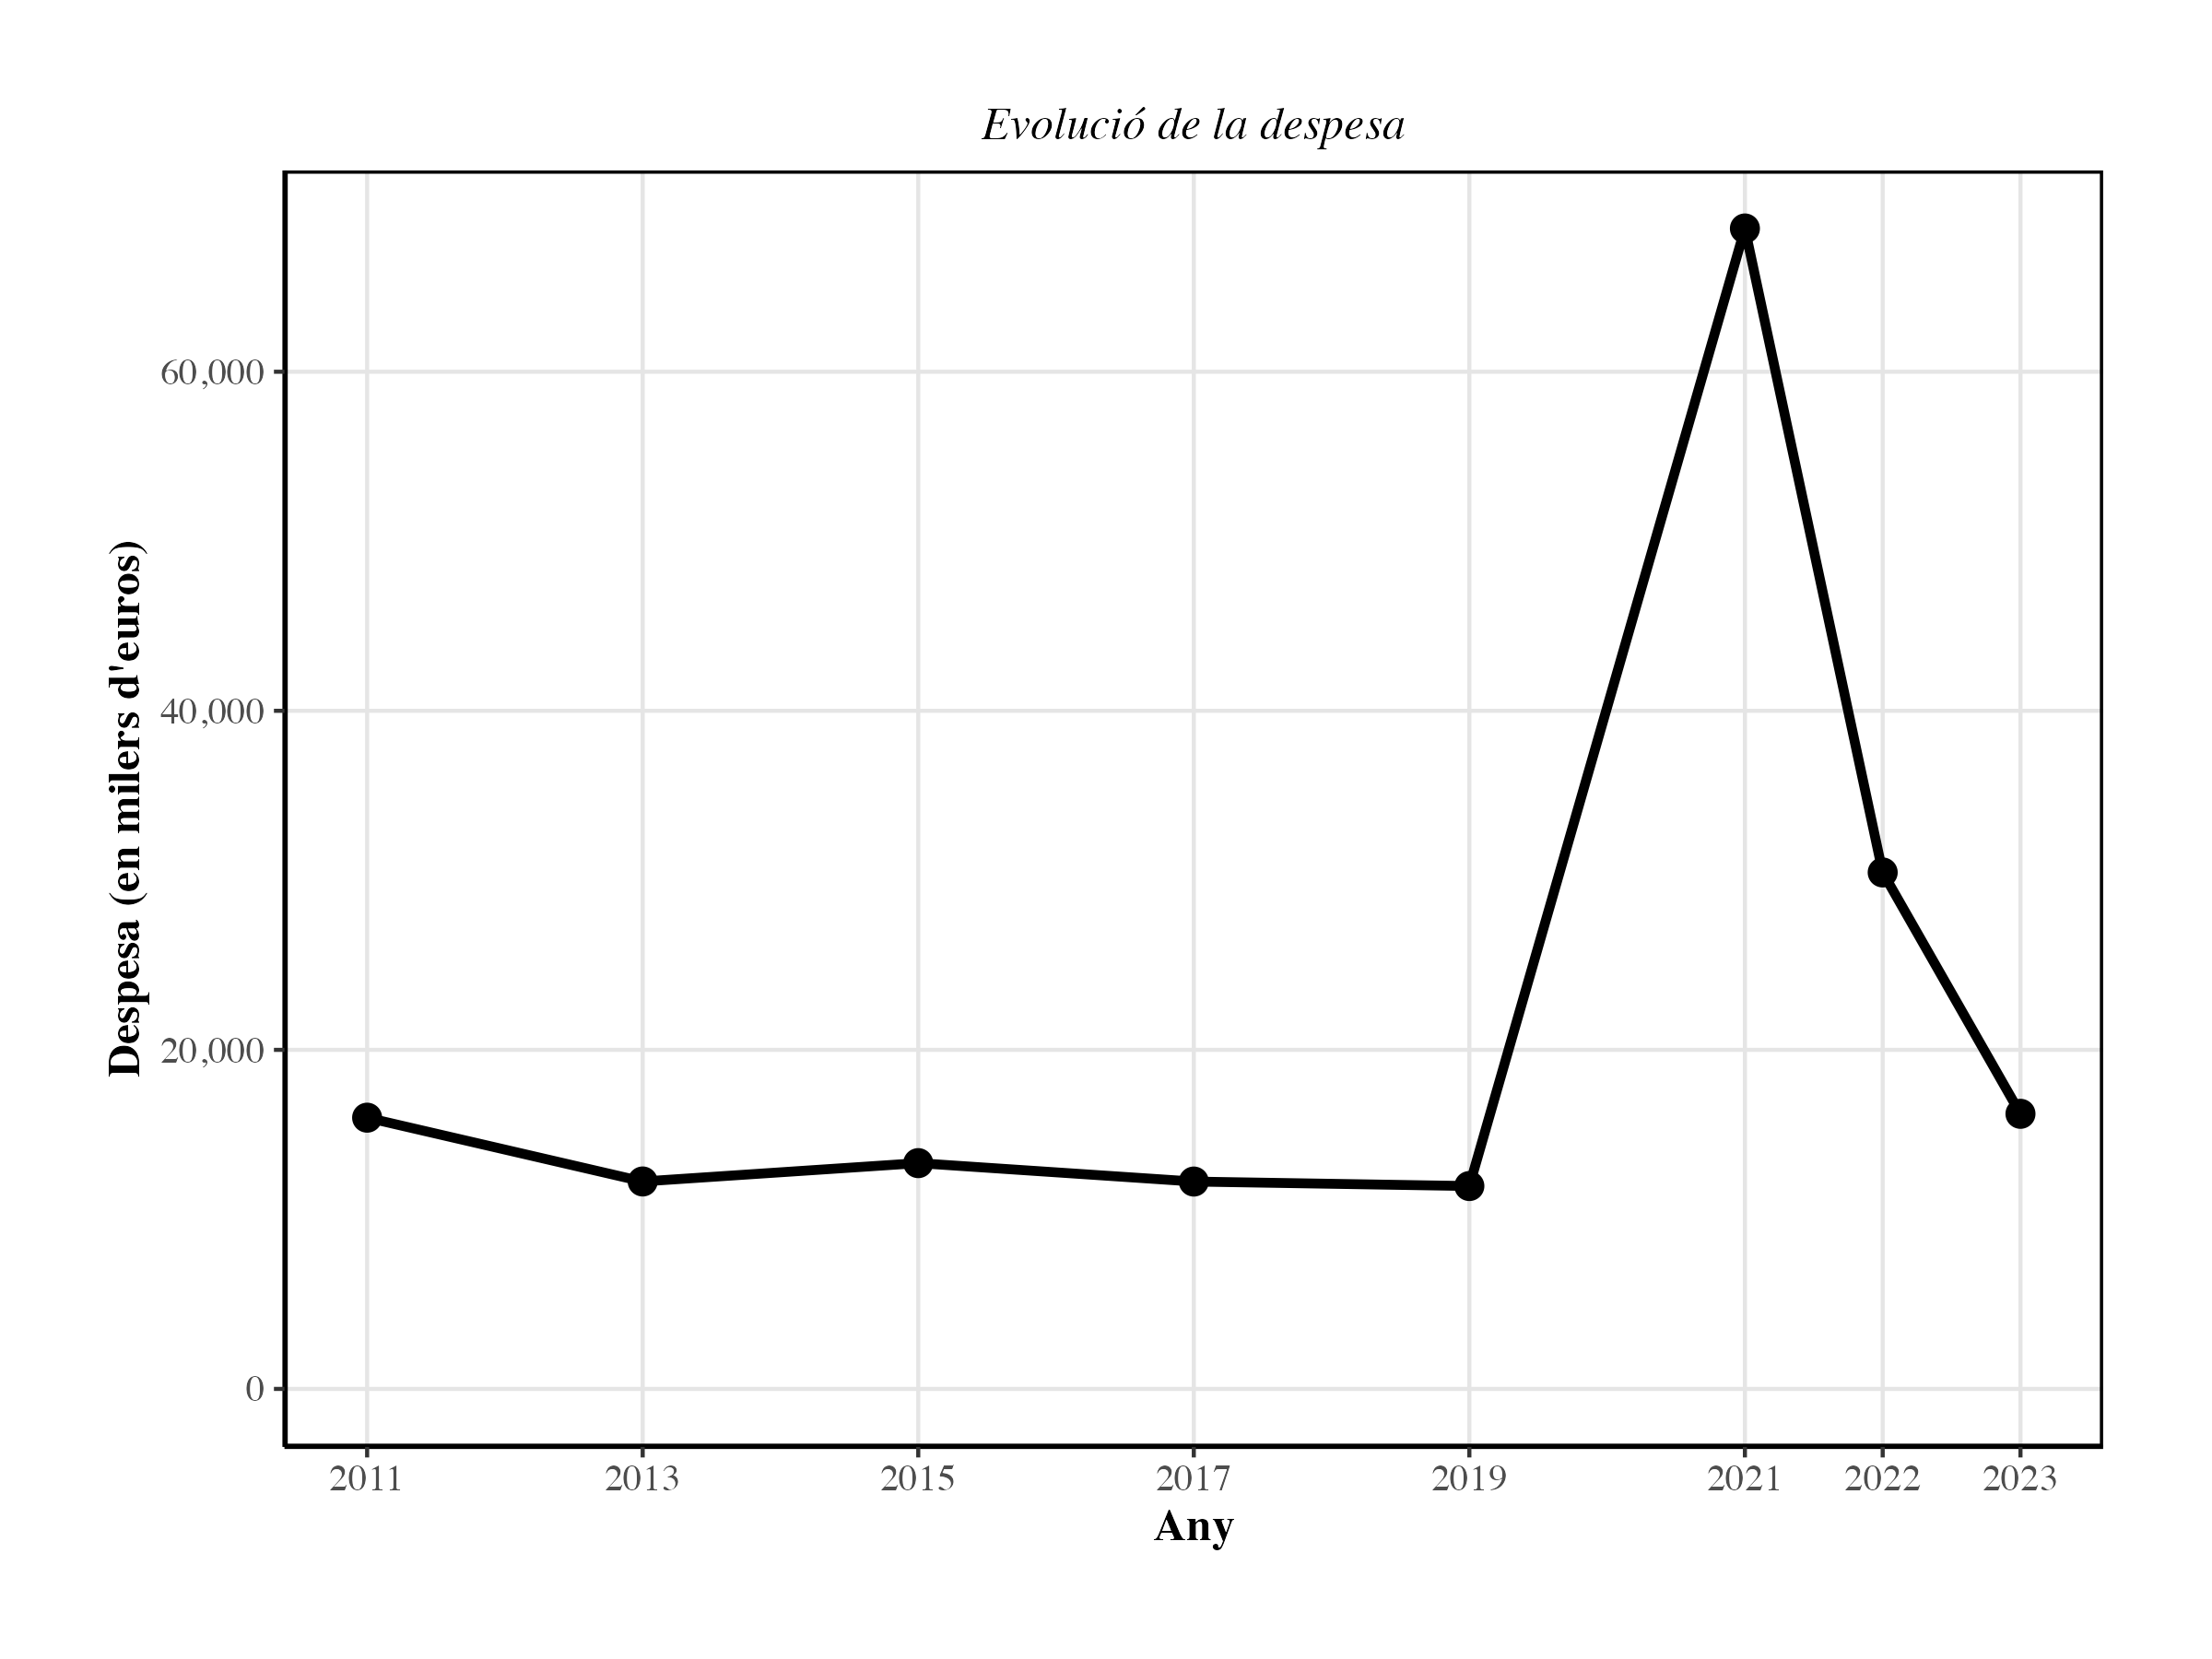 Evolució de la despesa
Despesa (en milers d'euros)
60,000
40,000
20,000
0
2011 2013 2015 2017 2019 2021 2022 2023
Any